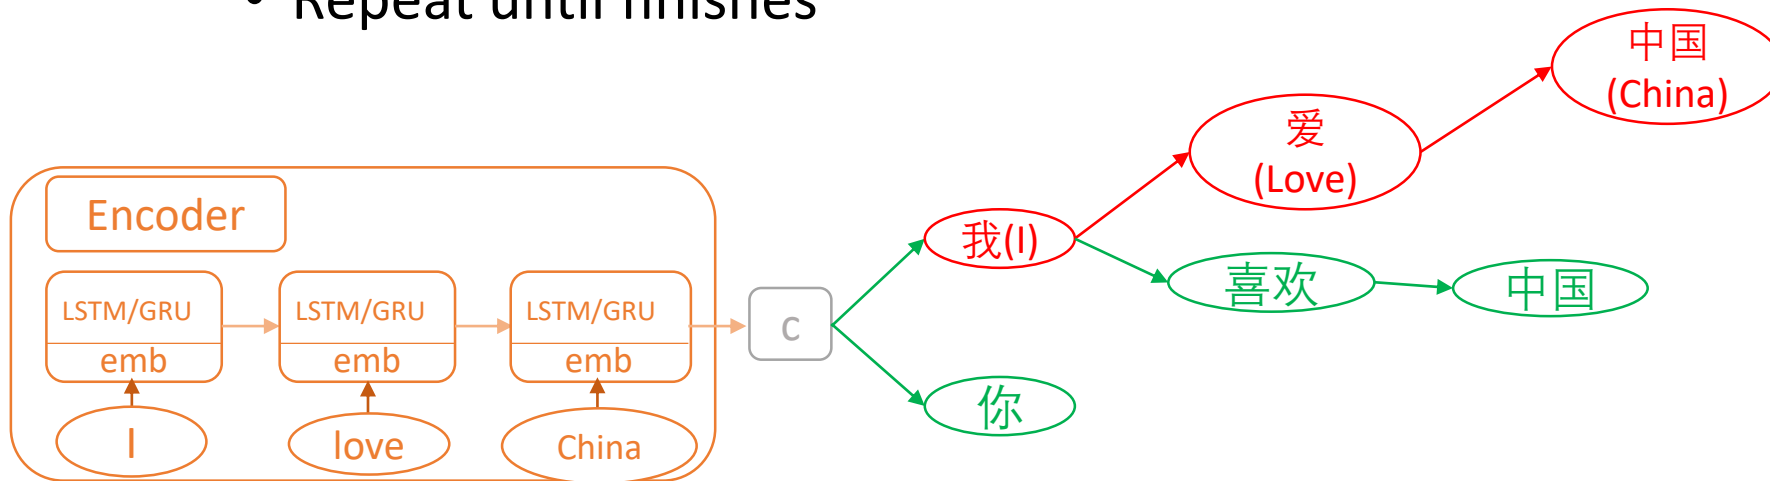 • Repeat until finishes
中国
(China)
爱
(Love)
Encoder
我(I)
喜欢
中国
LSTM/GRU
LSTM/GRU
LSTM/GRU
c
emb
emb
emb
你
I
love
China